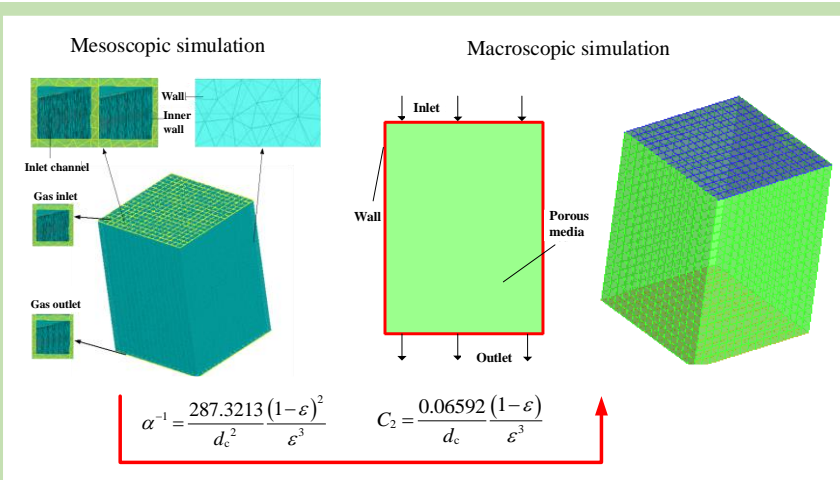 Mesoscopic simulation
Macroscopic simulation
Wall
Inner
wall
Inlet channel
Gas inlet
Gas outlet
Inlet
Wall
Porous
media
Outlet
α⁻¹ = 287.3213/d_c² (1−ε)²/ε³
C₂ = 0.06592/d_c (1−ε)/ε³